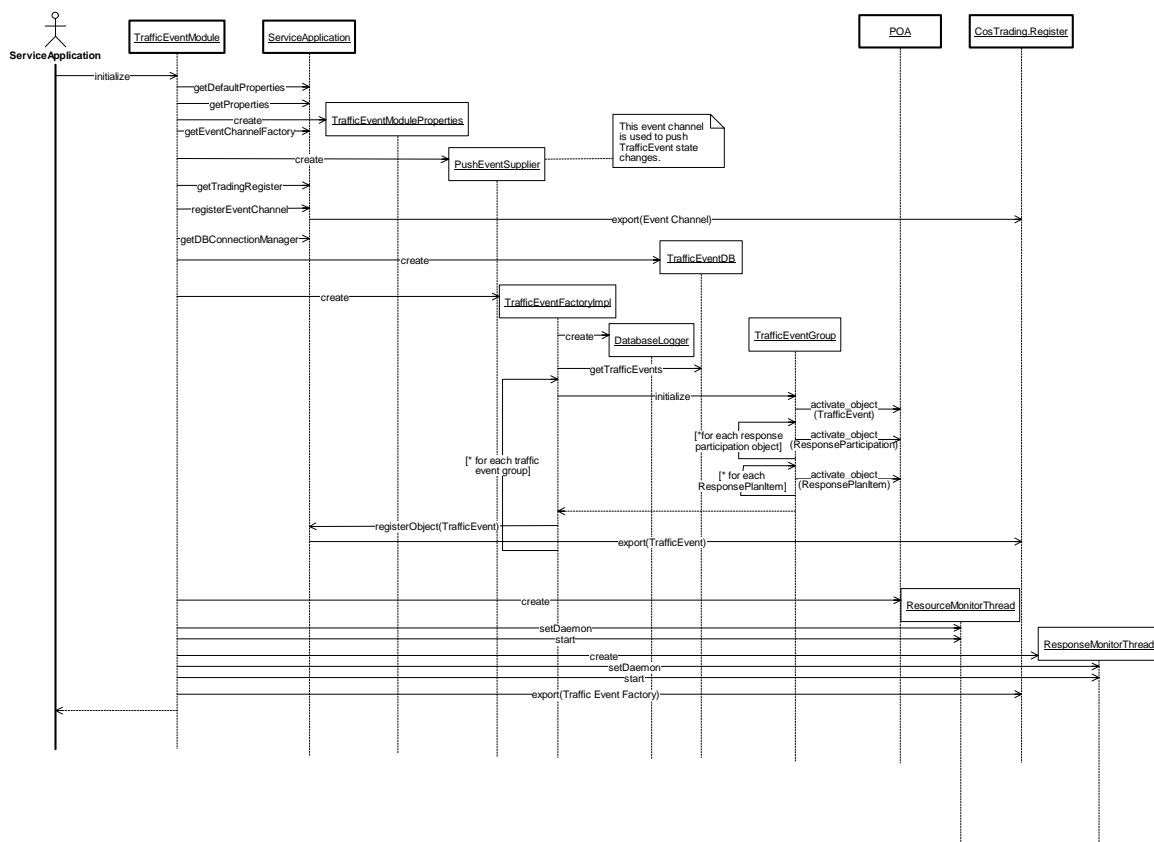 ServiceApplication
TrafficEventModule
ServiceApplication
POA
CosTrading.Register
initialize
getDefaultProperties
getProperties
create
TrafficEventModuleProperties
getEventChannelFactory
This event channel
is used to push
TrafficEvent state
changes.
create
PushEventSupplier
getTradingRegister
registerEventChannel
export(Event Channel)
getDBConnectionManager
create
TrafficEventDB
create
TrafficEventFactoryImpl
create
DatabaseLogger
TrafficEventGroup
getTrafficEvents
initialize
activate_object
(TrafficEvent)
[*for each response
participation object]
activate_object
(ResponseParticipation)
[* for each traffic
event group]
[* for each
ResponsePlanItem]
activate_object
(ResponsePlanItem)
registerObject(TrafficEvent)
export(TrafficEvent)
create
ResourceMonitorThread
setDaemon
start
create
ResponseMonitorThread
setDaemon
start
export(Traffic Event Factory)